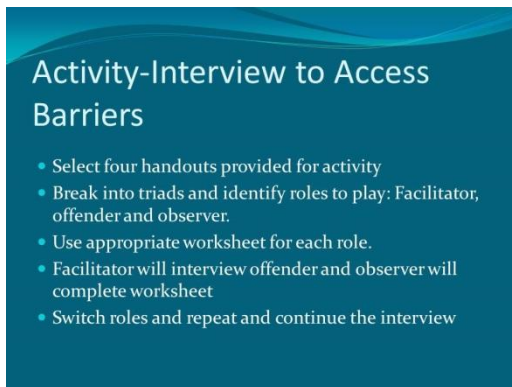 Activity-Interview to Access
Barriers
• Select four handouts provided for activity
• Break into triads and identify roles to play: Facilitator,
offender and observer.
• Use appropriate worksheet for each role.
• Facilitator will interview offender and observer will
complete worksheet
• Switch roles and repeat and continue the interview